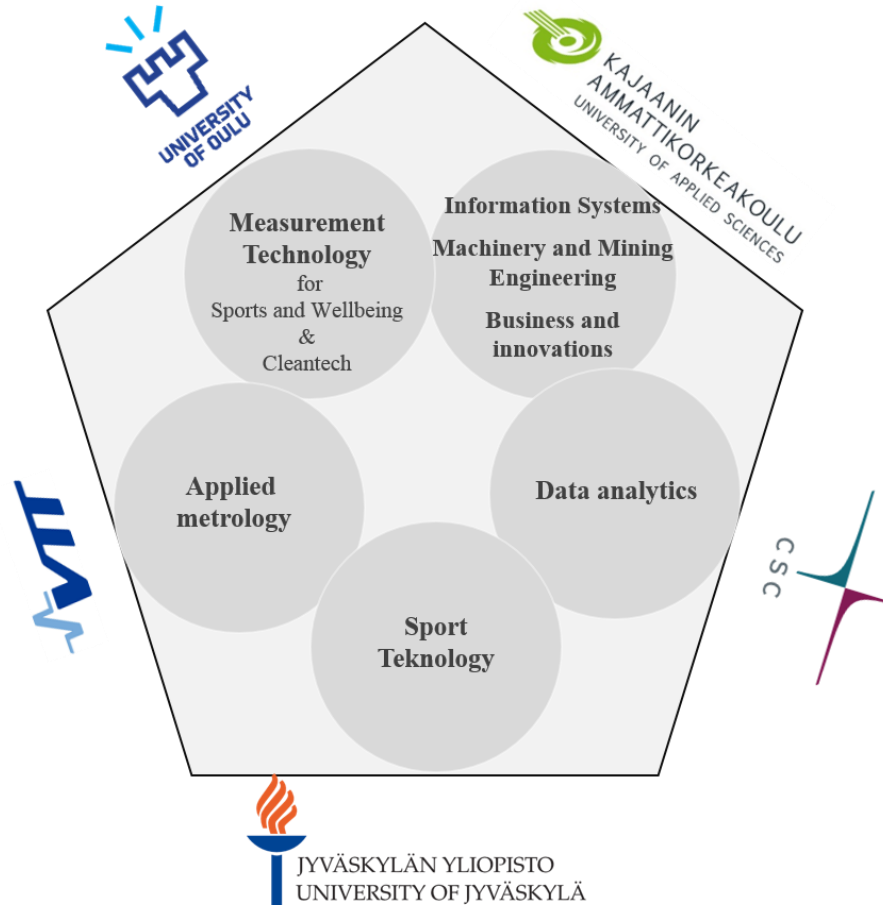 UNIVERSITY
OF OULU
KAJAANIN
AMMATTIKORKEAKOULU
UNIVERSITY OF APPLIED SCIENCES
Measurement
Technology
for
Sports and Wellbeing
&
Cleantech
Information Systems
Machinery and Mining
Engineering
Business and
innovations
Applied
metrology
Data analytics
Sport
Teknology
VTT
CSC
JYVÄSKYLÄN YLIOPISTO
UNIVERSITY OF JYVÄSKYLÄ